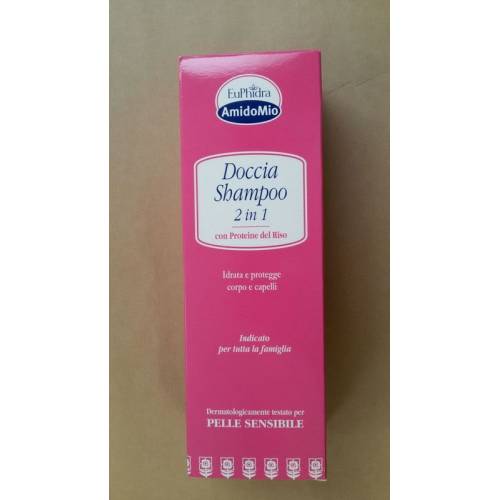 EuPhidra
AmidoMio
Doccia
Shampoo
2 in 1
con Proteine del Riso
Idrata e protegge
corpo e capelli
Indicato
per tutta la famiglia
Dermatologicamente testato per
PELLE SENSIBILE